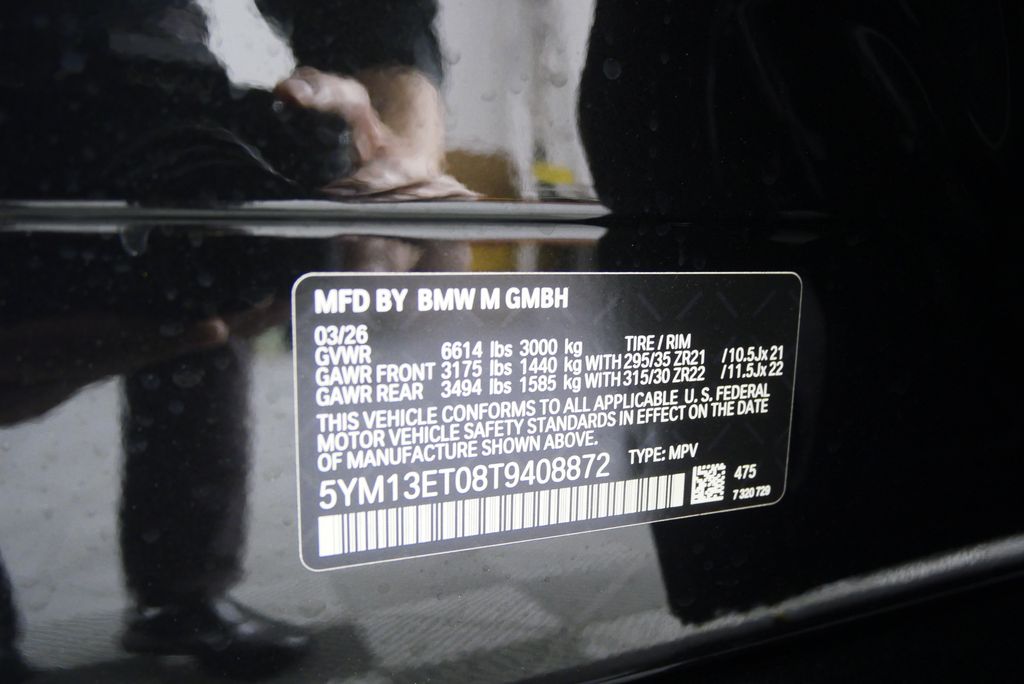 MFD BY BMW M GMBH
03/26
TIRE / RIM
GVWR 6614 lbs 3000 kg
GAWR FRONT 3175 lbs 1440 kg WITH 295/35 ZR21 /10.5Jx 21
GAWR REAR 3494 lbs 1585 kg WITH 315/30 ZR22 /11.5Jx 22
THIS VEHICLE CONFORMS TO ALL APPLICABLE U. S. FEDERAL
MOTOR VEHICLE SAFETY STANDARDS IN EFFECT ON THE DATE
OF MANUFACTURE SHOWN ABOVE.
TYPE: MPV
5YM13ET08T9408872
475
7 320 729